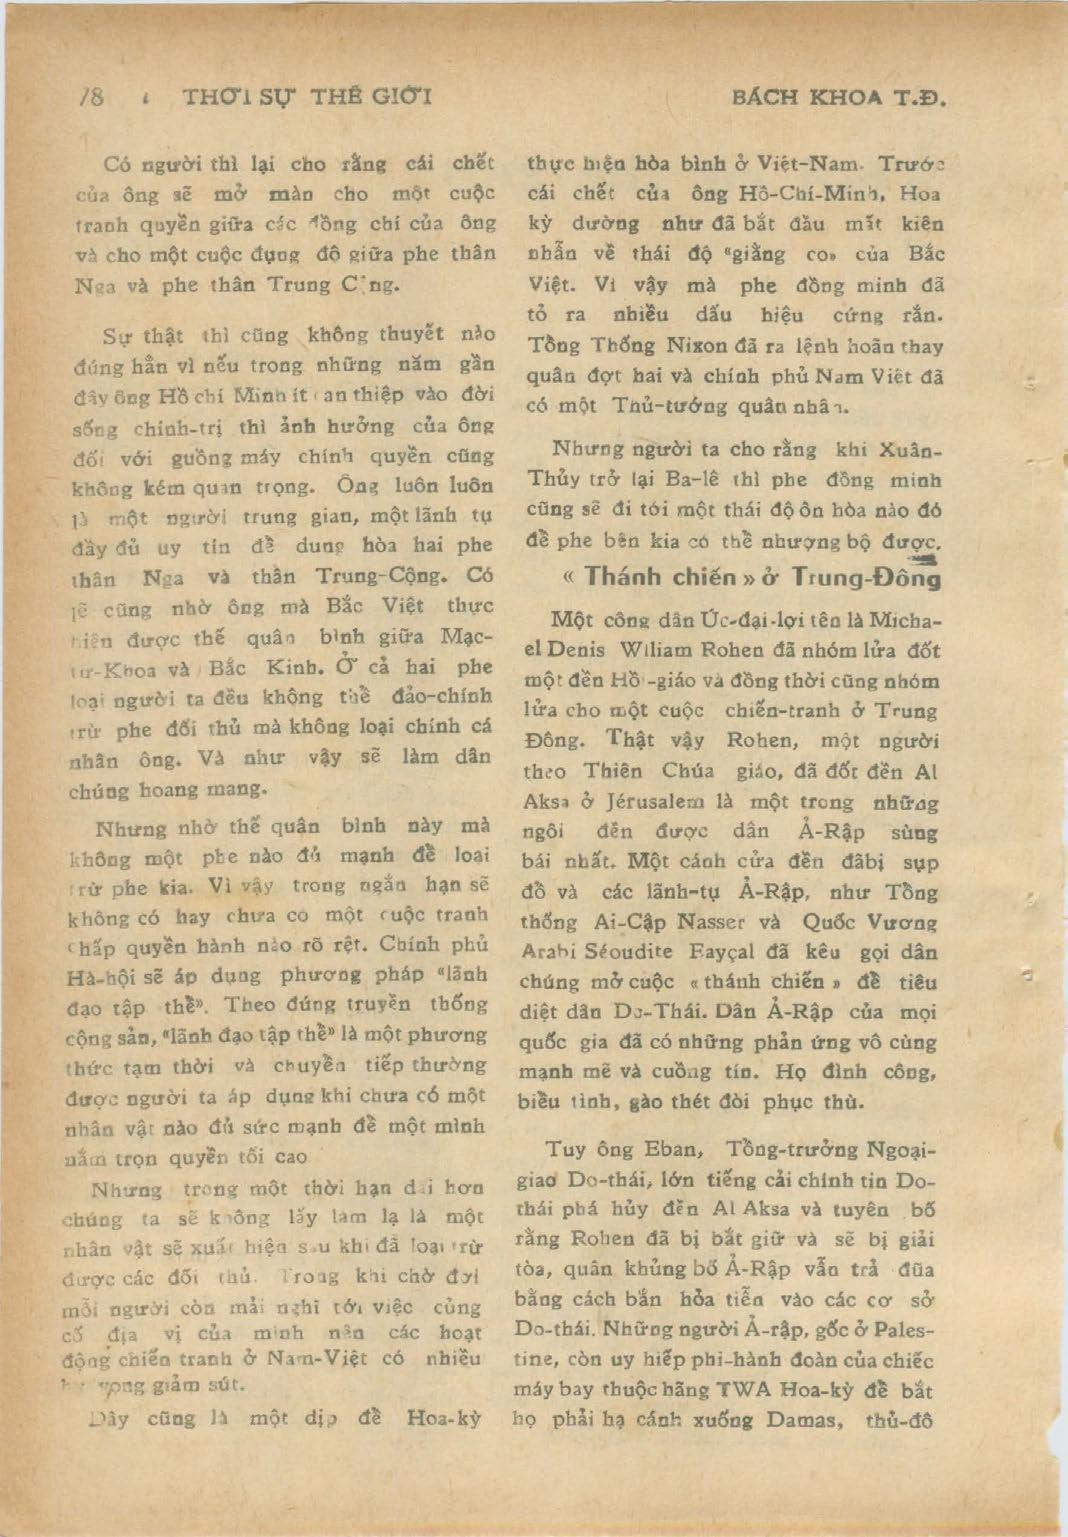 78 THỜI SỰ THẾ GIỚI
BÁCH KHOA T.Đ.
Có người thì lại cho rằng cái chết
của ông sẽ mở màn cho một cuộc
tranh quyền giữa các đồng chí của ông
và cho một cuộc đụng độ giữa phe thân
Nga và phe thân Trung Cộng.
Sự thật thì cũng không thuyết nào
đúng hẳn vì nếu trong những năm gần
đây ông Hồ chí Minh ít can thiệp vào đời
sống chính-trị thì ảnh hưởng của ông
đối với guồng máy chính quyền cũng
không kém quan trọng. Ông luôn luôn
là một người trung gian, một lãnh tụ
đầy đủ uy tín để dung hòa hai phe
thân Nga và thân Trung-Cộng. Có
lẽ cũng nhờ ông mà Bắc Việt thực
hiện được thế quân bình giữa Mạc-
tư-Khoa và Bắc Kinh. Ở cả hai phe
loại người ta đều không thể đảo-chính
trừ phe đối thủ mà không loại chính cá
nhân ông. Và như vậy sẽ làm dân
chúng hoang mang.
Nhưng nhờ thế quân bình này mà
không một phe nào đủ mạnh để loại
trừ phe kia. Vì vậy trong ngắn hạn sẽ
không có hay chưa có một cuộc tranh
chấp quyền hành nào rõ rệt. Chính phủ
Hà-nội sẽ áp dụng phương pháp "lãnh
đạo tập thể". Theo đúng truyền thống
cộng sản, "lãnh đạo tập thể" là một phương
thức tạm thời và chuyển tiếp thường
được người ta áp dụng khi chưa có một
nhân vật nào đủ sức mạnh để một mình
nắm trọn quyền tối cao
Nhưng trong một thời hạn dài hơn
chúng ta sẽ không lấy làm lạ là một
nhân vật sẽ xuất hiện sau khi đã loại trừ
được các đối thủ. Trong khi chờ đợi
mỗi người còn mải nghĩ tới việc củng
cố địa vị của mình nên các hoạt
động chiến tranh ở Nam-Việt có nhiều
hy vọng giảm sút.
Đây cũng là một dịp để Hoa-kỳ
thực hiện hòa bình ở Việt-Nam. Trước
cái chết của ông Hồ-Chí-Minh, Hoa
kỳ dường như đã bắt đầu mất kiên
nhẫn về thái độ "giằng co» của Bắc
Việt. Vì vậy mà phe đồng minh đã
tỏ ra nhiều dấu hiệu cứng rắn.
Tổng Thống Nixon đã ra lệnh hoãn thay
quân đợt hai và chính phủ Nam Việt đã
có một Thủ-tướng quân nhân.
Nhưng người ta cho rằng khi Xuân-
Thủy trở lại Ba-lê thì phe đồng minh
cũng sẽ đi tới một thái độ ôn hòa nào đó
để phe bên kia có thể nhượng bộ được.
« Thánh chiến » ở Trung-Đông
Một công dân Úc-đại-lợi tên là Micha-
el Denis Wiliam Rohen đã nhóm lửa đốt
một đền Hồi-giáo và đồng thời cũng nhóm
lửa cho một cuộc chiến-tranh ở Trung
Đông. Thật vậy Rohen, một người
theo Thiên Chúa giáo, đã đốt đền Al
Aksa ở Jérusalem là một trong những
ngôi đền được dân Ả-Rập sùng
bái nhất. Một cánh cửa đền đãbị sụp
đổ và các lãnh-tụ Ả-Rập, như Tổng
thống Ai-Cập Nasser và Quốc Vương
Arabi Séoudite Fayçal đã kêu gọi dân
chúng mở cuộc « thánh chiến » để tiêu
diệt dân Do-Thái. Dân Ả-Rập của mọi
quốc gia đã có những phản ứng vô cùng
mạnh mẽ và cuồng tín. Họ đình công,
biểu tình, gào thét đòi phục thù.
Tuy ông Eban, Tổng-trưởng Ngoại-
giao Do-thái, lớn tiếng cải chính tin Do-
thái phá hủy đền Al Aksa và tuyên bố
rằng Rohen đã bị bắt giữ và sẽ bị giải
tòa, quân khủng bố Ả-Rập vẫn trả đũa
bằng cách bắn hỏa tiễn vào các cơ sở
Do-thái. Những người Ả-rập, gốc ở Pales-
tine, còn uy hiếp phi-hành đoàn của chiếc
máy bay thuộc hãng TWA Hoa-kỳ để bắt
họ phải hạ cánh xuống Damas, thủ-đô